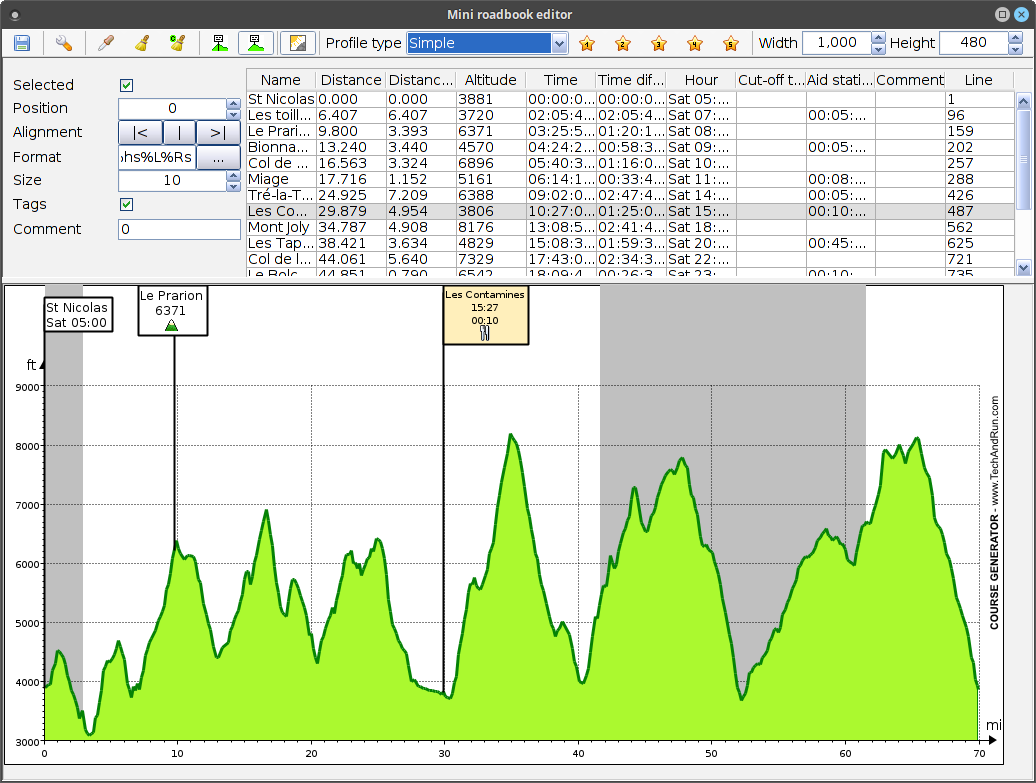 Mini roadbook editor
Profile type Simple 1 2 3 4 5 Width 1,000 Height 480
Selected
Position 0
Alignment |< | >|
Format ohs%L%Rs ...
Size 10
Tags
Comment 0
Name Distance Distanc... Altitude Time Time dif... Hour Cut-off t... Aid stati... Comment Line
St Nicolas 0.000 0.000 3881 00:00:0... 00:00:0... Sat 05:... 1
Les toill... 6.407 6.407 3720 02:05:4... 02:05:4... Sat 07:... 00:05:... 96
Le Prari... 9.800 3.393 6371 03:25:5... 01:20:1... Sat 08:... 159
Bionna... 13.240 3.440 4570 04:24:2... 00:58:3... Sat 09:... 00:05:... 202
Col de ... 16.563 3.324 6896 05:40:3... 01:16:0... Sat 10:... 257
Miage 17.716 1.152 5161 06:14:1... 00:33:4... Sat 11:... 00:08:... 288
Tré-la-T... 24.925 7.209 6388 09:02:0... 02:47:4... Sat 14:... 00:05:... 426
Les Co... 29.879 4.954 3806 10:27:0... 01:25:0... Sat 15:... 00:10:... 487
Mont Joly 34.787 4.908 8176 13:08:5... 02:41:4... Sat 18:... 562
Les Tap... 38.421 3.634 4829 15:08:3... 01:59:3... Sat 20:... 00:45:... 625
Col de l... 44.061 5.640 7329 17:43:0... 02:34:3... Sat 22:... 721
Le Bolc... 44.851 0.790 6542 18:09:4... 00:26:3... Sat 23:... 00:10:... 735
St Nicolas
Sat 05:00
Le Prarion
6371
Les Contamines
15:27
00:10
ft
9000
8000
7000
6000
5000
4000
3000
0 10 20 30 40 50 60 70
mi
COURSE GENERATOR - www.TechAndRun.com